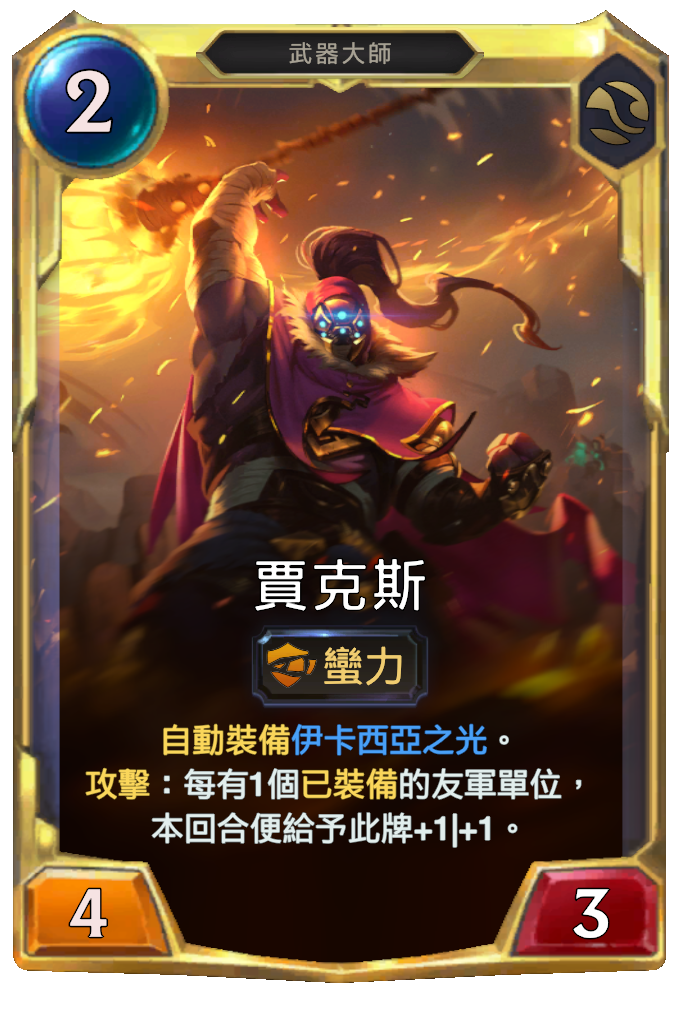 武器大師
2
賈克斯
蠻力
自動裝備伊卡西亞之光。
攻擊：每有1個已裝備的友軍單位，
本回合便給予此牌+1|+1。
4
3